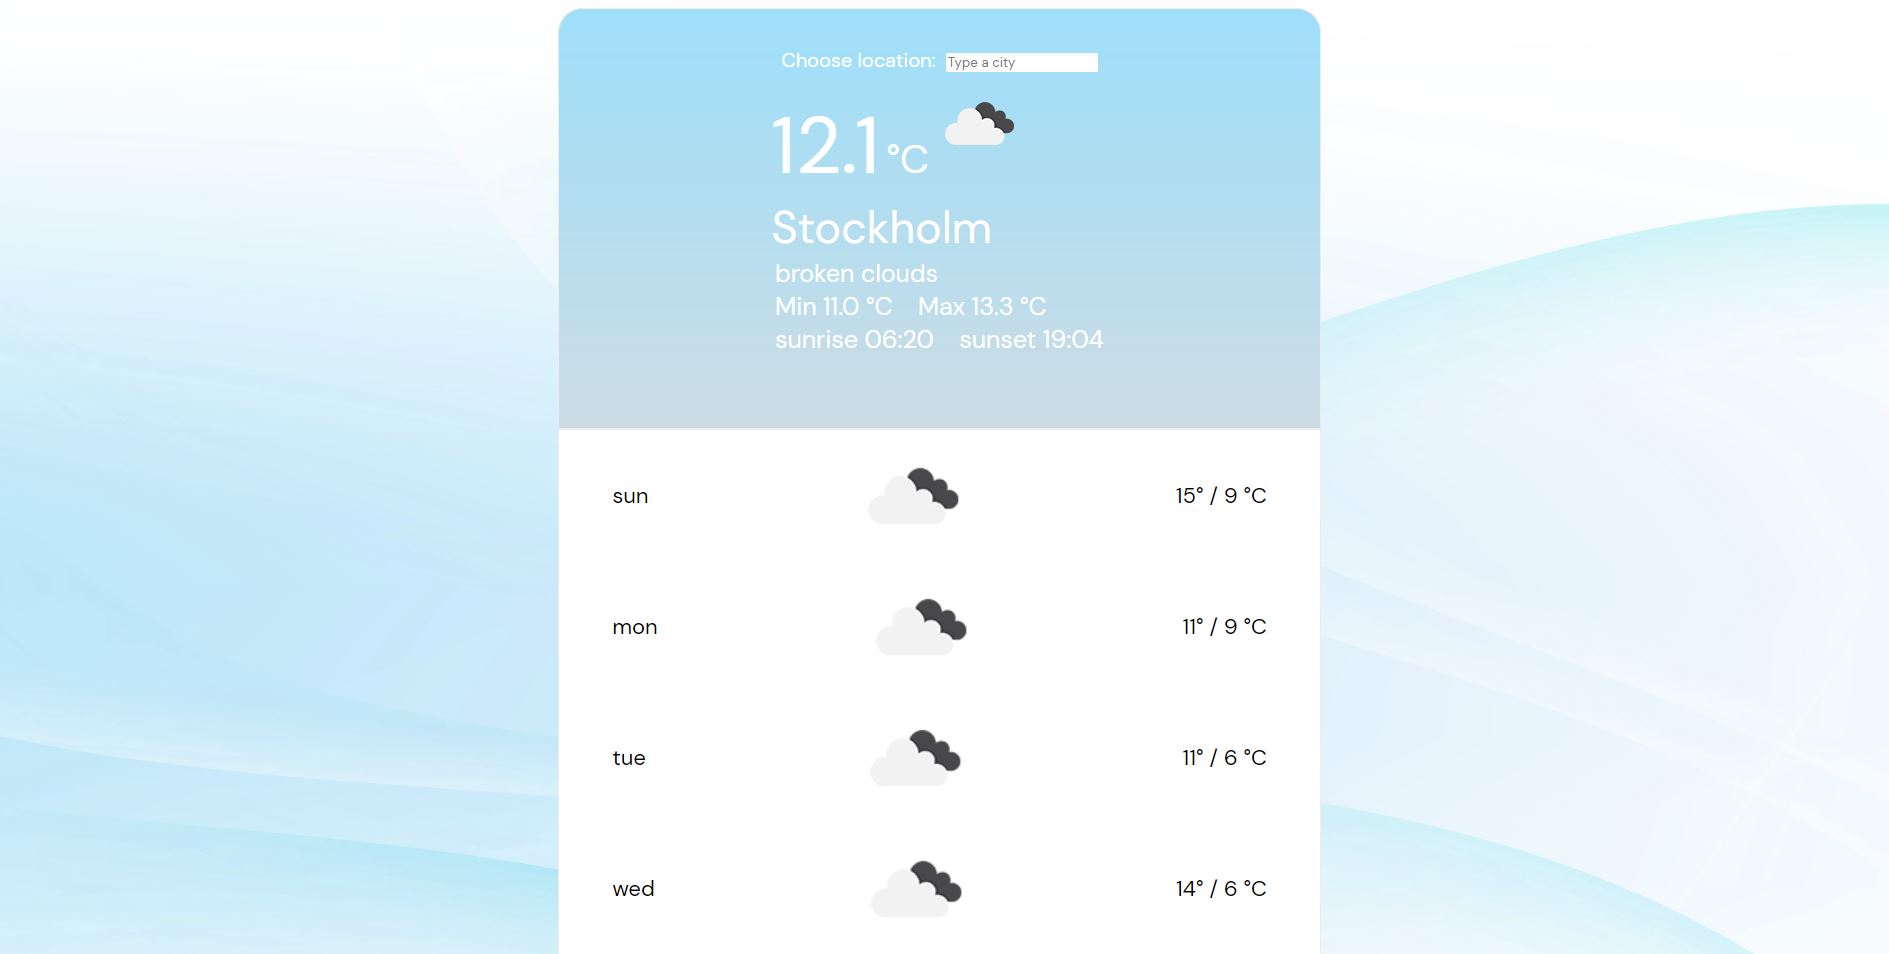 Choose location: Type a city
12.1 °C
Stockholm
broken clouds
Min 11.0 °C Max 13.3 °C
sunrise 06:20 sunset 19:04
sun 15° / 9 °C
mon 11° / 9 °C
tue 11° / 6 °C
wed 14° / 6 °C